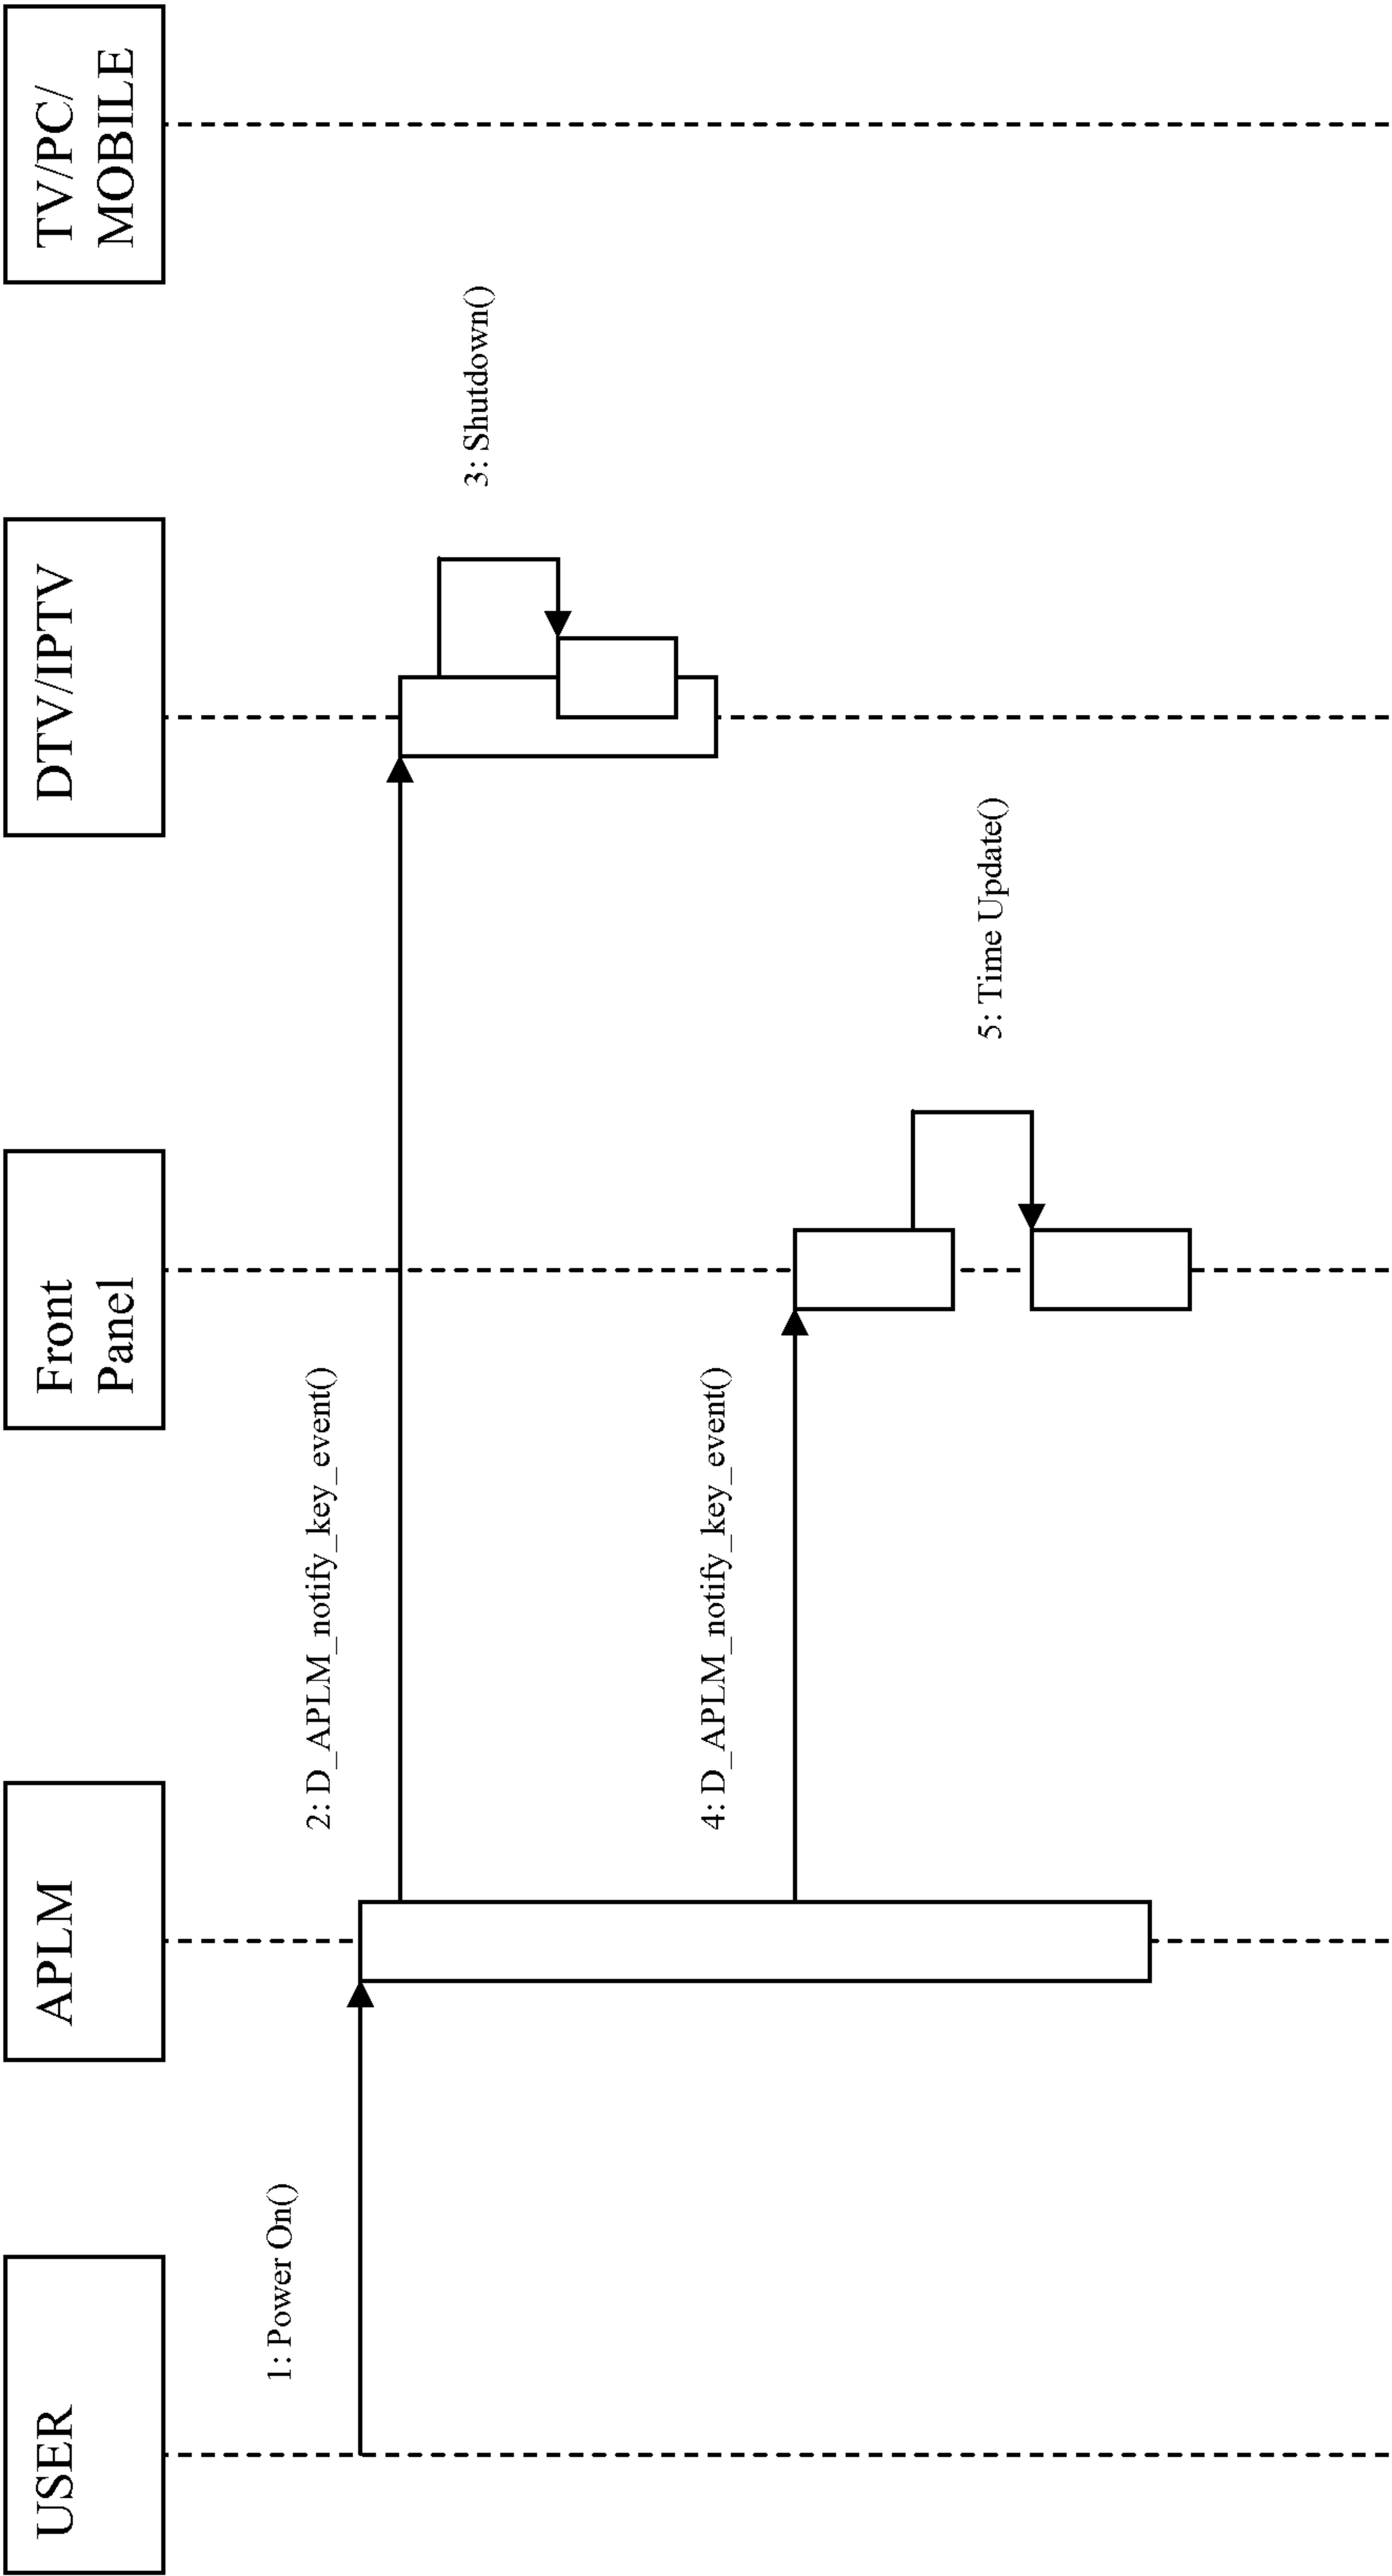 USER
APLM
Front
Panel
DTV/IPTV
TV/PC/
MOBILE
1: Power On()
2: D_APLM_notify_key_event()
3: Shutdown()
4: D_APLM_notify_key_event()
5: Time Update()